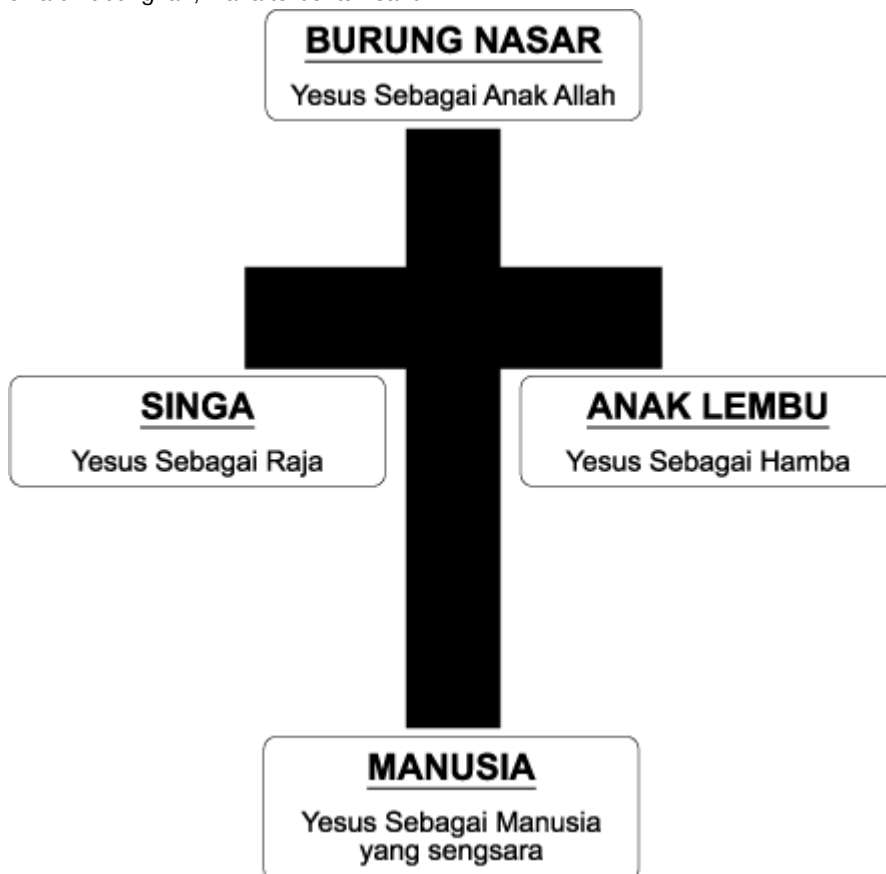 BURUNG NASAR
Yesus Sebagai Anak Allah
SINGA
Yesus Sebagai Raja
ANAK LEMBU
Yesus Sebagai Hamba
MANUSIA
Yesus Sebagai Manusia
yang sengsara